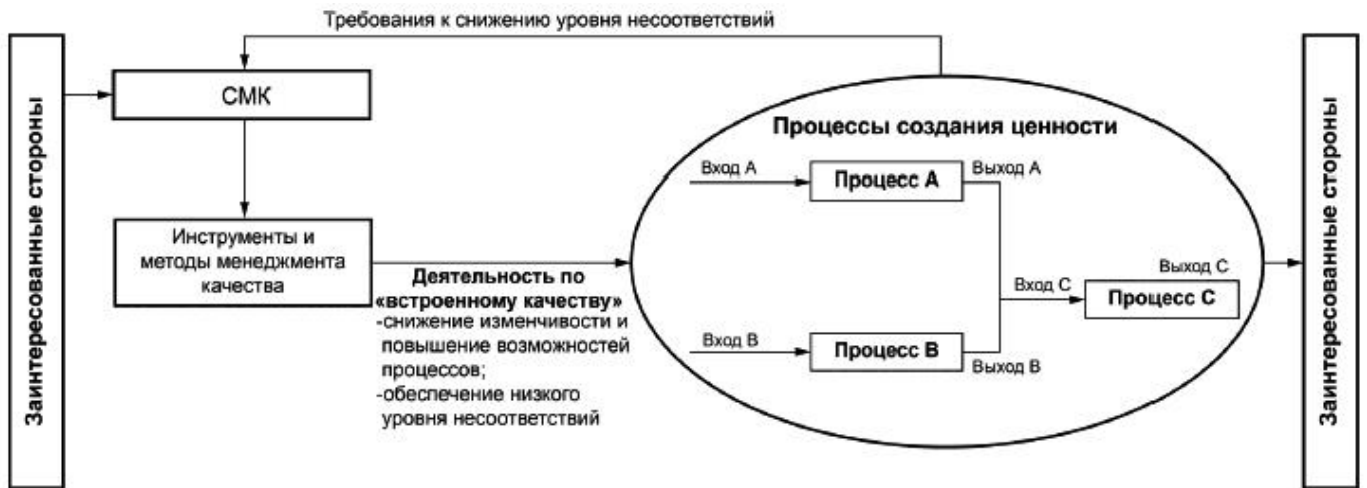 Требования к снижению уровня несоответствий
Заинтересованные стороны
СМК
Инструменты и
методы менеджмента
качества
Деятельность по
«встроенному качеству»
-снижение изменчивости и
повышение возможностей
процессов;
-обеспечение низкого
уровня несоответствий
Процессы создания ценности
Вход А
Процесс А
Выход А
Вход В
Процесс В
Выход В
Вход С
Процесс С
Выход С
Заинтересованные стороны